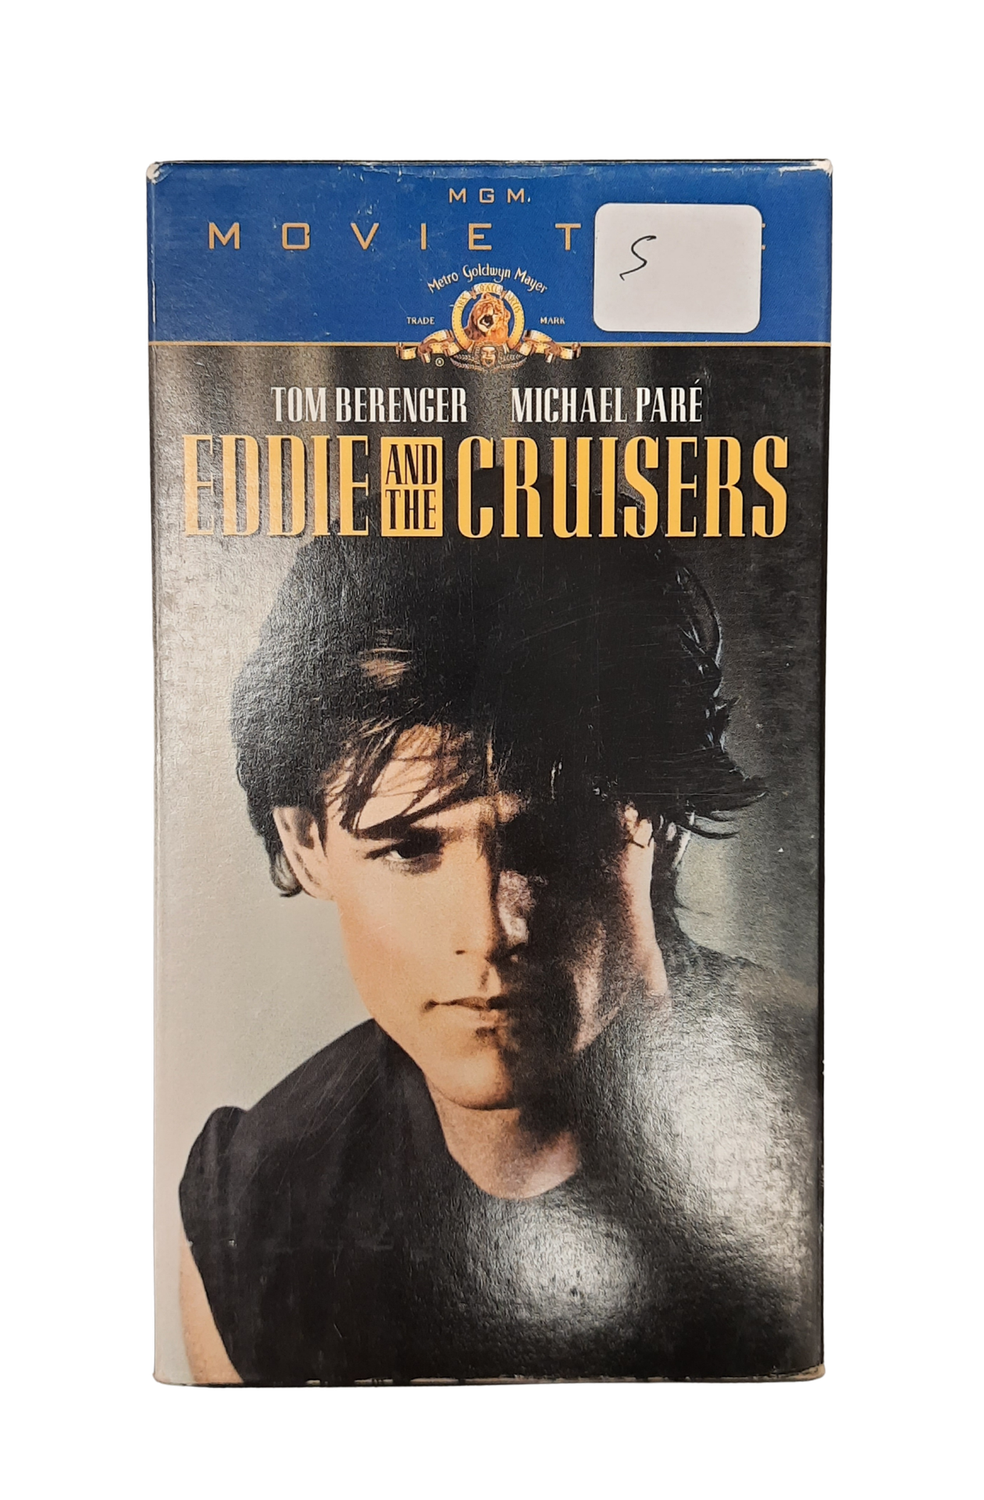 MGM
MOVIE T E
S
Metro Goldwyn Mayer
TRADE MARK
®
TOM BERENGER MICHAEL PARÉ
EDDIE AND THE CRUISERS